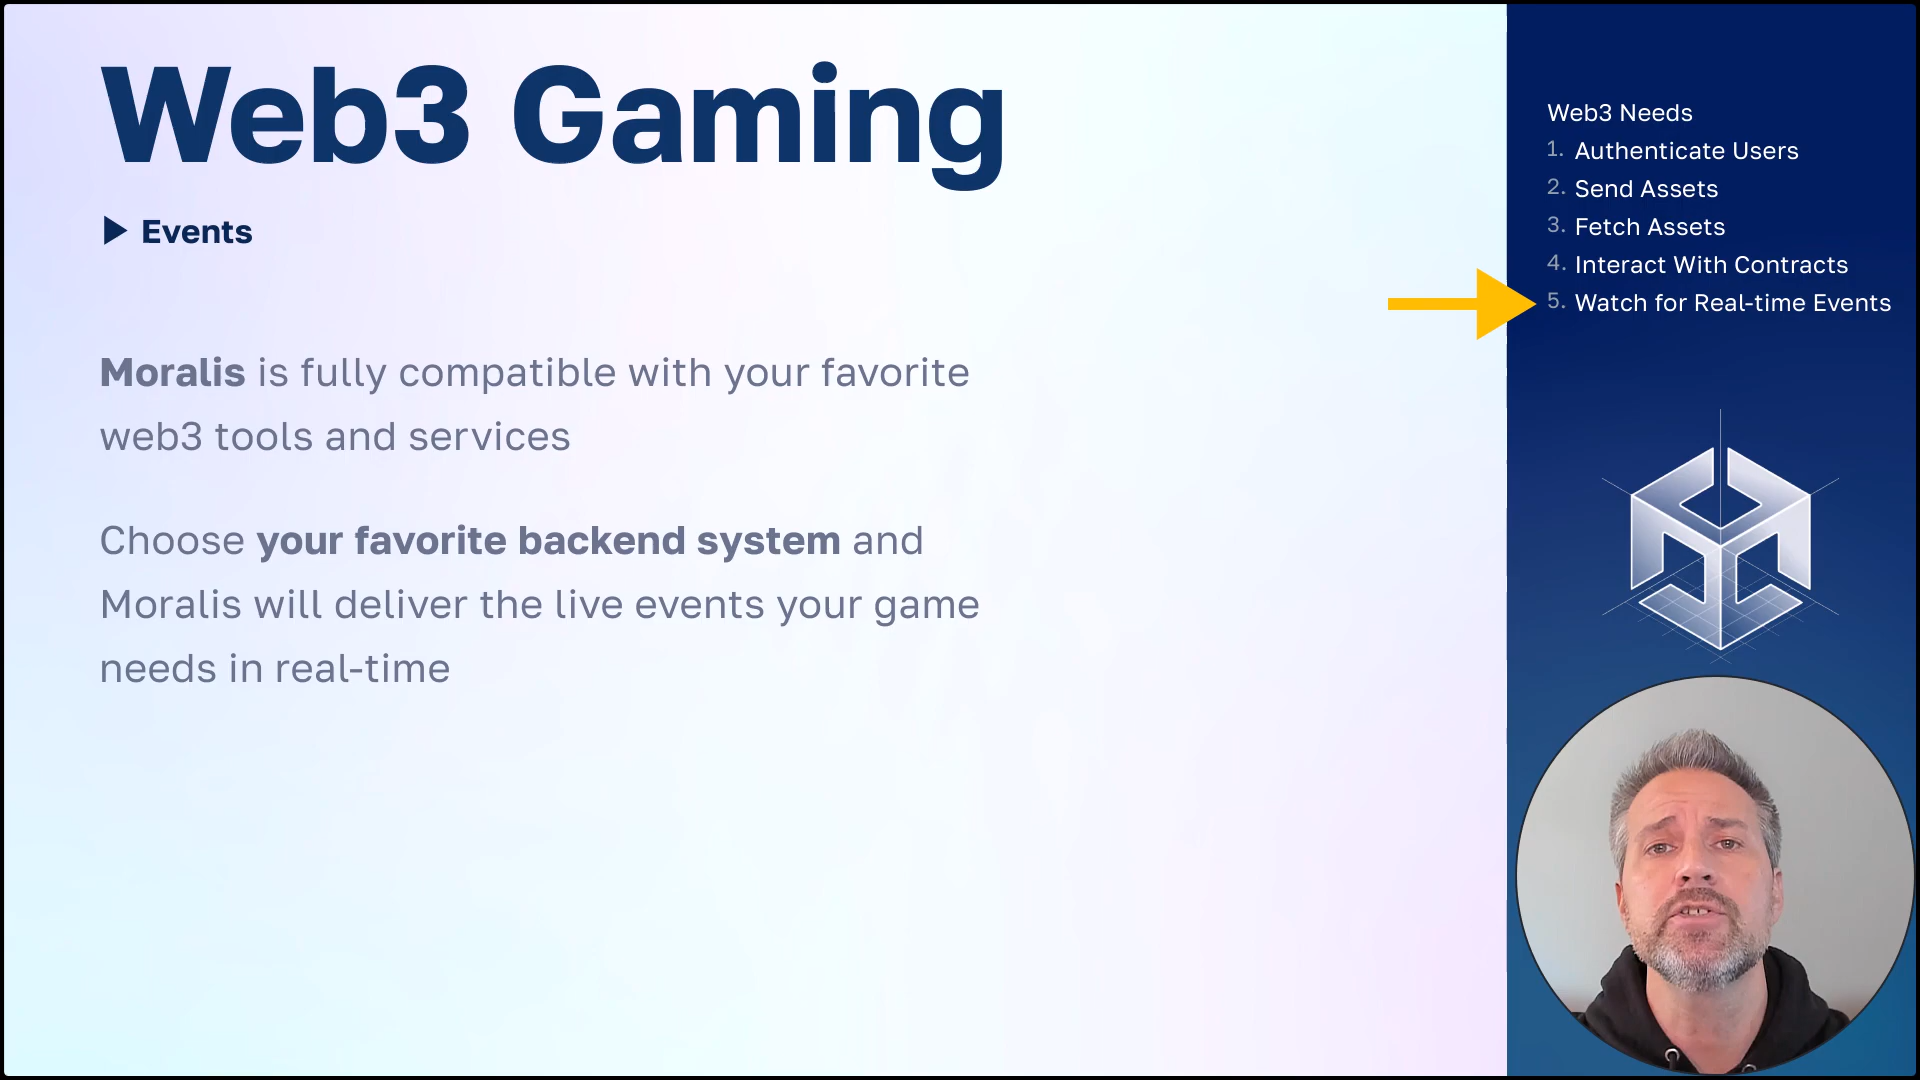 Web3 Gaming
Events
Moralis is fully compatible with your favorite
web3 tools and services
Choose your favorite backend system and
Moralis will deliver the live events your game
needs in real-time
Web3 Needs
1. Authenticate Users
2. Send Assets
3. Fetch Assets
4. Interact With Contracts
5. Watch for Real-time Events